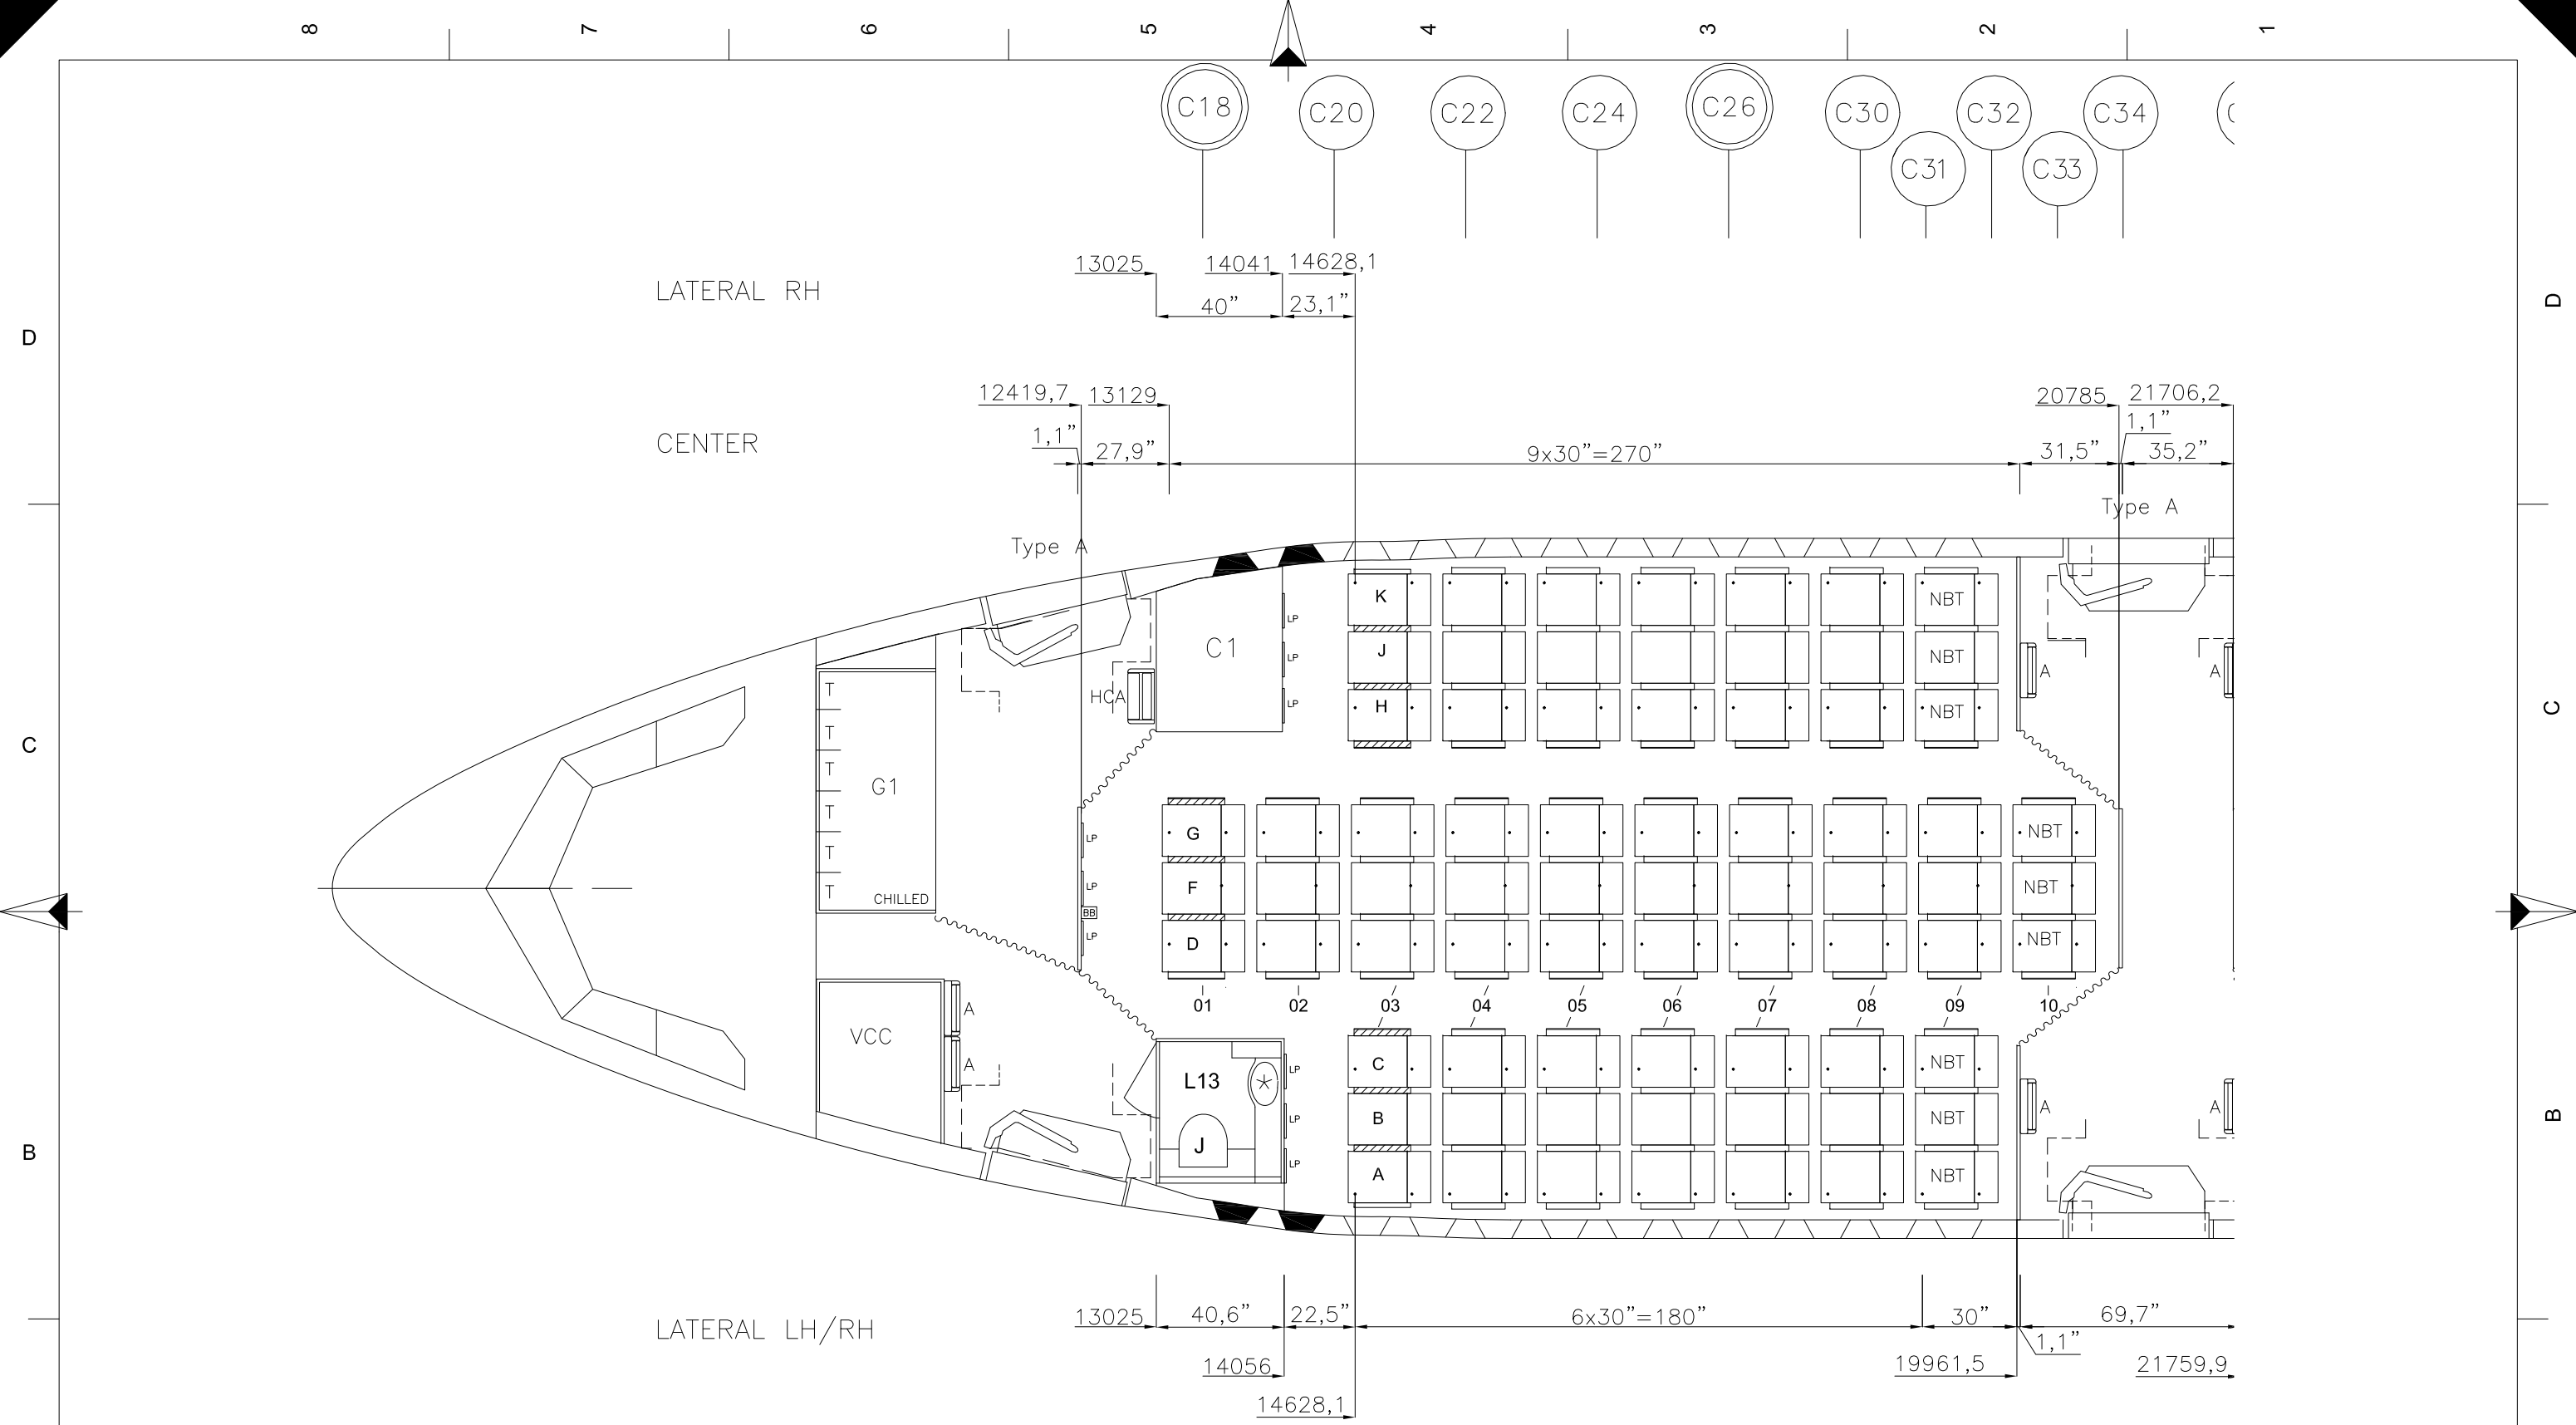 8 7 6 5 4 3 2 1
C18 C20 C22 C24 C26 C30 C32 C34
C31 C33
13025 14041 14628,1
LATERAL RH
40” 23,1”
D D
12419,7 13129 20785 21706,2
1,1” 1,1”
CENTER
27,9” 9x30”=270” 31,5” 35,2”
Type A
Type A
K NBT
LP
C1 J NBT
LP
A A
T HCA
LP H NBT
C C
T
T
G1
T G NBT
LP
T
T LP F NBT
CHILLED
BB
LP D NBT
01 02 03 04 05 06 07 08 09 10
A
VCC
A LP C NBT
L13
A A
LP B NBT
B B
J
LP A NBT
13025 40,6” 22,5” 6x30”=180” 30” 69,7”
LATERAL LH/RH
1,1”
14056 19961,5 21759,9
14628,1